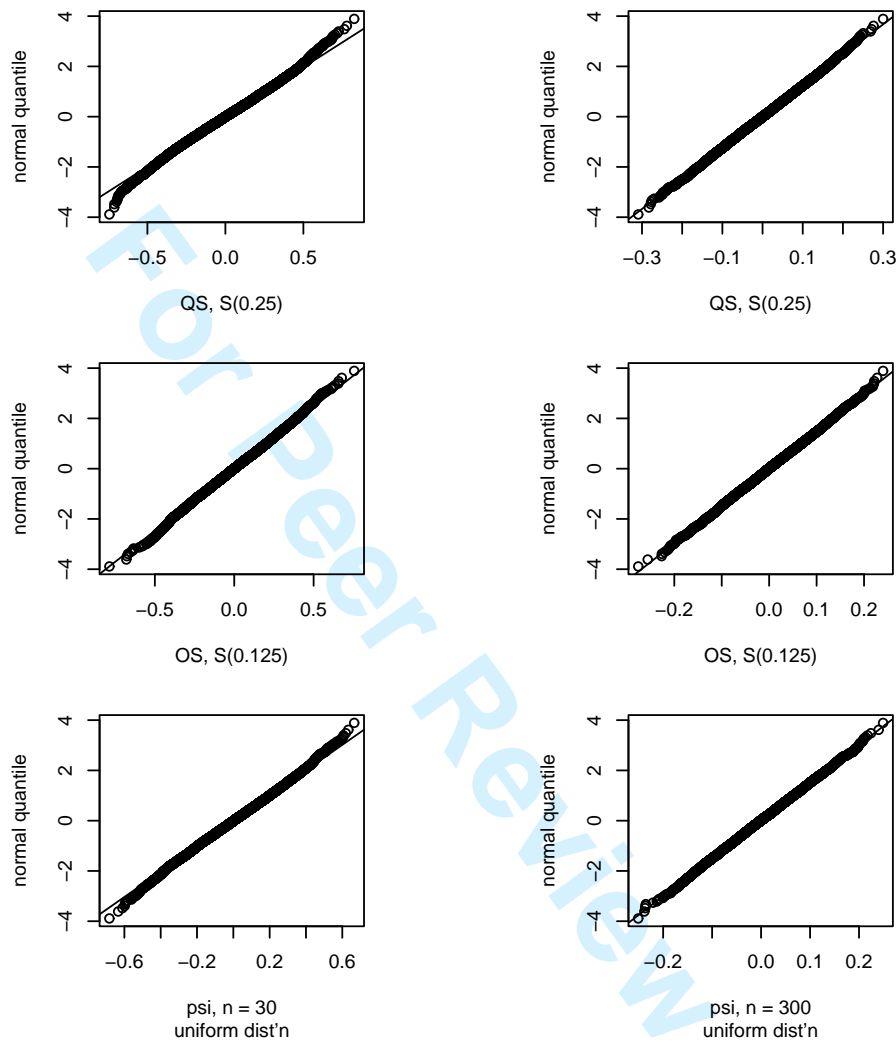 normal quantile
4
2
0
−2
−4
−0.5 0.0 0.5
QS, S(0.25)
normal quantile
4
2
0
−2
−4
−0.3 −0.1 0.1 0.3
QS, S(0.25)
normal quantile
4
2
0
−2
−4
−0.5 0.0 0.5
OS, S(0.125)
normal quantile
4
2
0
−2
−4
−0.2 0.0 0.1 0.2
OS, S(0.125)
normal quantile
4
2
0
−2
−4
−0.6 −0.2 0.2 0.6
psi, n = 30
uniform dist'n
normal quantile
4
2
0
−2
−4
−0.2 0.0 0.1 0.2
psi, n = 300
uniform dist'n
For Peer Review